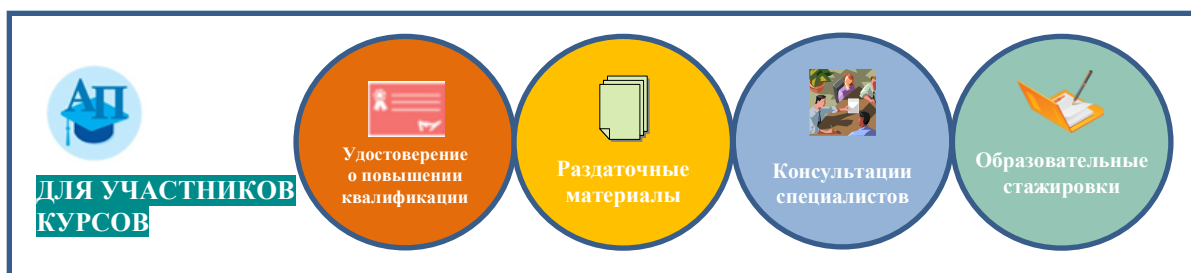 АП
ДЛЯ УЧАСТНИКОВ
КУРСОВ
Удостоверение
о повышении
квалификации
Раздаточные
материалы
Консультации
специалистов
Образовательные
стажировки